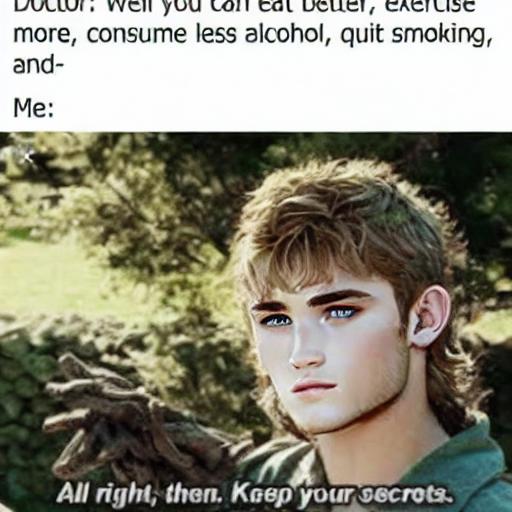 Doctor: Well you can eat better, exercise
more, consume less alcohol, quit smoking,
and-
Me:
All right, then. Keep your secrets.